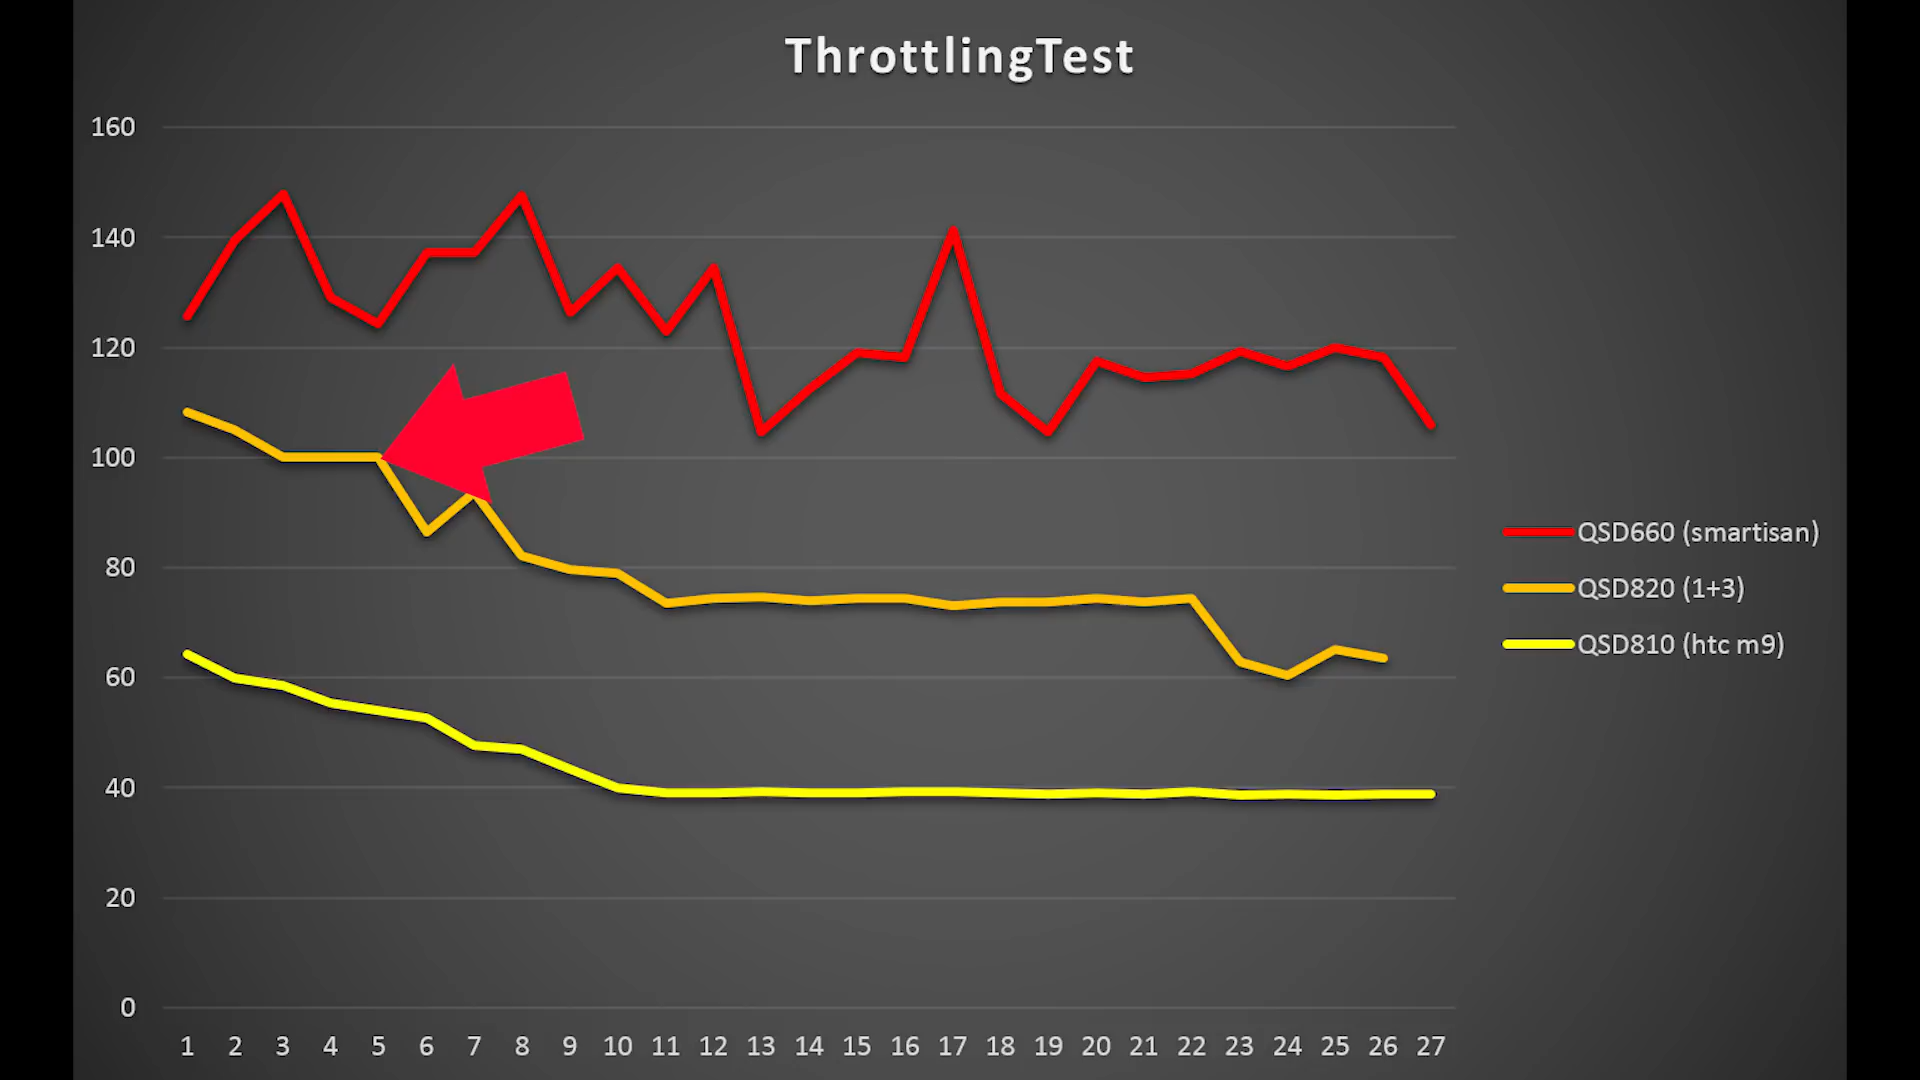 ThrottlingTest
160
140
120
100
80
60
40
20
0
1 2 3 4 5 6 7 8 9 10 11 12 13 14 15 16 17 18 19 20 21 22 23 24 25 26 27
QSD660 (smartisan)
QSD820 (1+3)
QSD810 (htc m9)